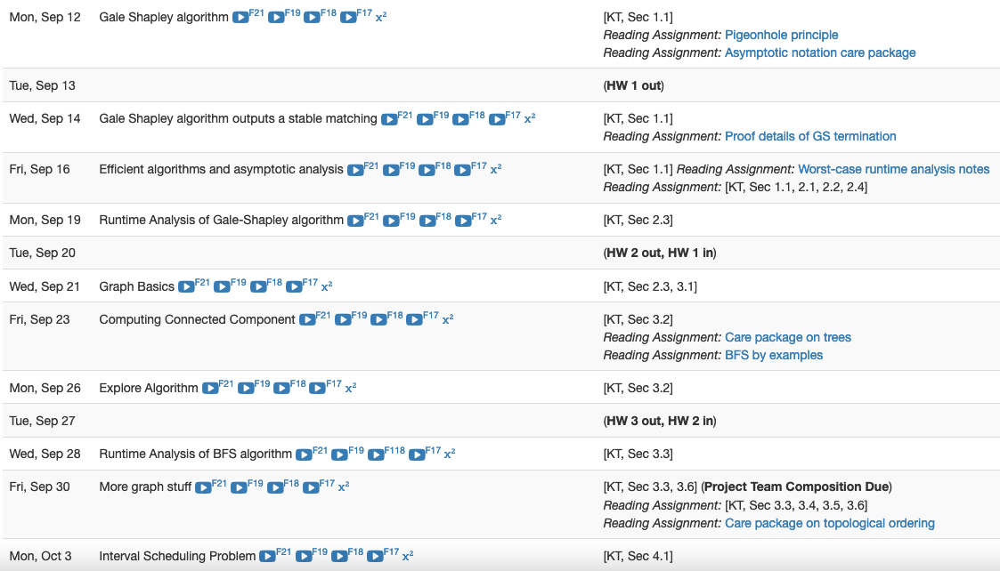 Mon, Sep 12 Gale Shapley algorithm F21 F19 F18 F17 x² [KT, Sec 1.1]
Reading Assignment: Pigeonhole principle
Reading Assignment: Asymptotic notation care package
Tue, Sep 13 (HW 1 out)
Wed, Sep 14 Gale Shapley algorithm outputs a stable matching F21 F19 F18 F17 x² [KT, Sec 1.1]
Reading Assignment: Proof details of GS termination
Fri, Sep 16 Efficient algorithms and asymptotic analysis F21 F19 F18 F17 x² [KT, Sec 1.1] Reading Assignment: Worst-case runtime analysis notes
Reading Assignment: [KT, Sec 1.1, 2.1, 2.2, 2.4]
Mon, Sep 19 Runtime Analysis of Gale-Shapley algorithm F21 F19 F18 F17 x² [KT, Sec 2.3]
Tue, Sep 20 (HW 2 out, HW 1 in)
Wed, Sep 21 Graph Basics F21 F19 F18 F17 x² [KT, Sec 2.3, 3.1]
Fri, Sep 23 Computing Connected Component F21 F19 F18 F17 x² [KT, Sec 3.2]
Reading Assignment: Care package on trees
Reading Assignment: BFS by examples
Mon, Sep 26 Explore Algorithm F21 F19 F18 F17 x² [KT, Sec 3.2]
Tue, Sep 27 (HW 3 out, HW 2 in)
Wed, Sep 28 Runtime Analysis of BFS algorithm F21 F19 F118 F17 x² [KT, Sec 3.3]
Fri, Sep 30 More graph stuff F21 F19 F18 F17 x² [KT, Sec 3.3, 3.6] (Project Team Composition Due)
Reading Assignment: [KT, Sec 3.3, 3.4, 3.5, 3.6]
Reading Assignment: Care package on topological ordering
Mon, Oct 3 Interval Scheduling Problem F21 F19 F18 F17 x² [KT, Sec 4.1]